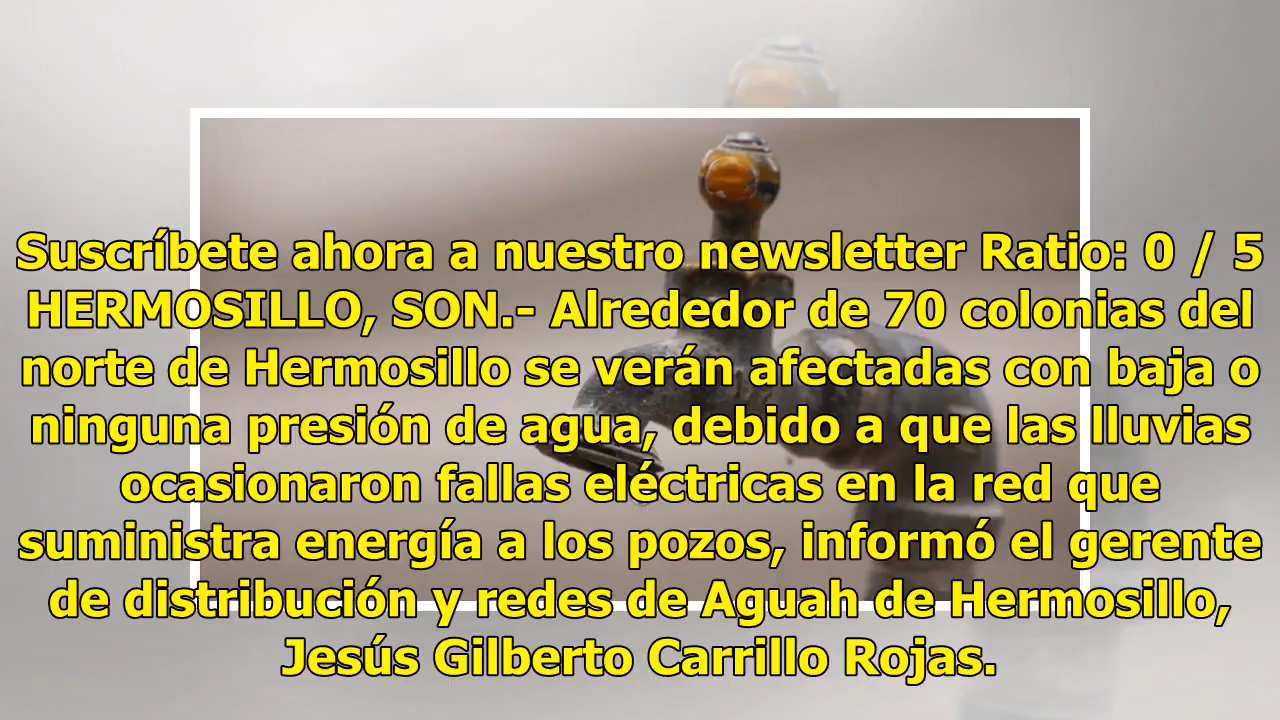 Suscríbete ahora a nuestro newsletter Ratio: 0 / 5
HERMOSILLO, SON.- Alrededor de 70 colonias del
norte de Hermosillo se verán afectadas con baja o
ninguna presión de agua, debido a que las lluvias
ocasionaron fallas eléctricas en la red que
suministra energía a los pozos, informó el gerente
de distribución y redes de Aguah de Hermosillo,
Jesús Gilberto Carrillo Rojas.